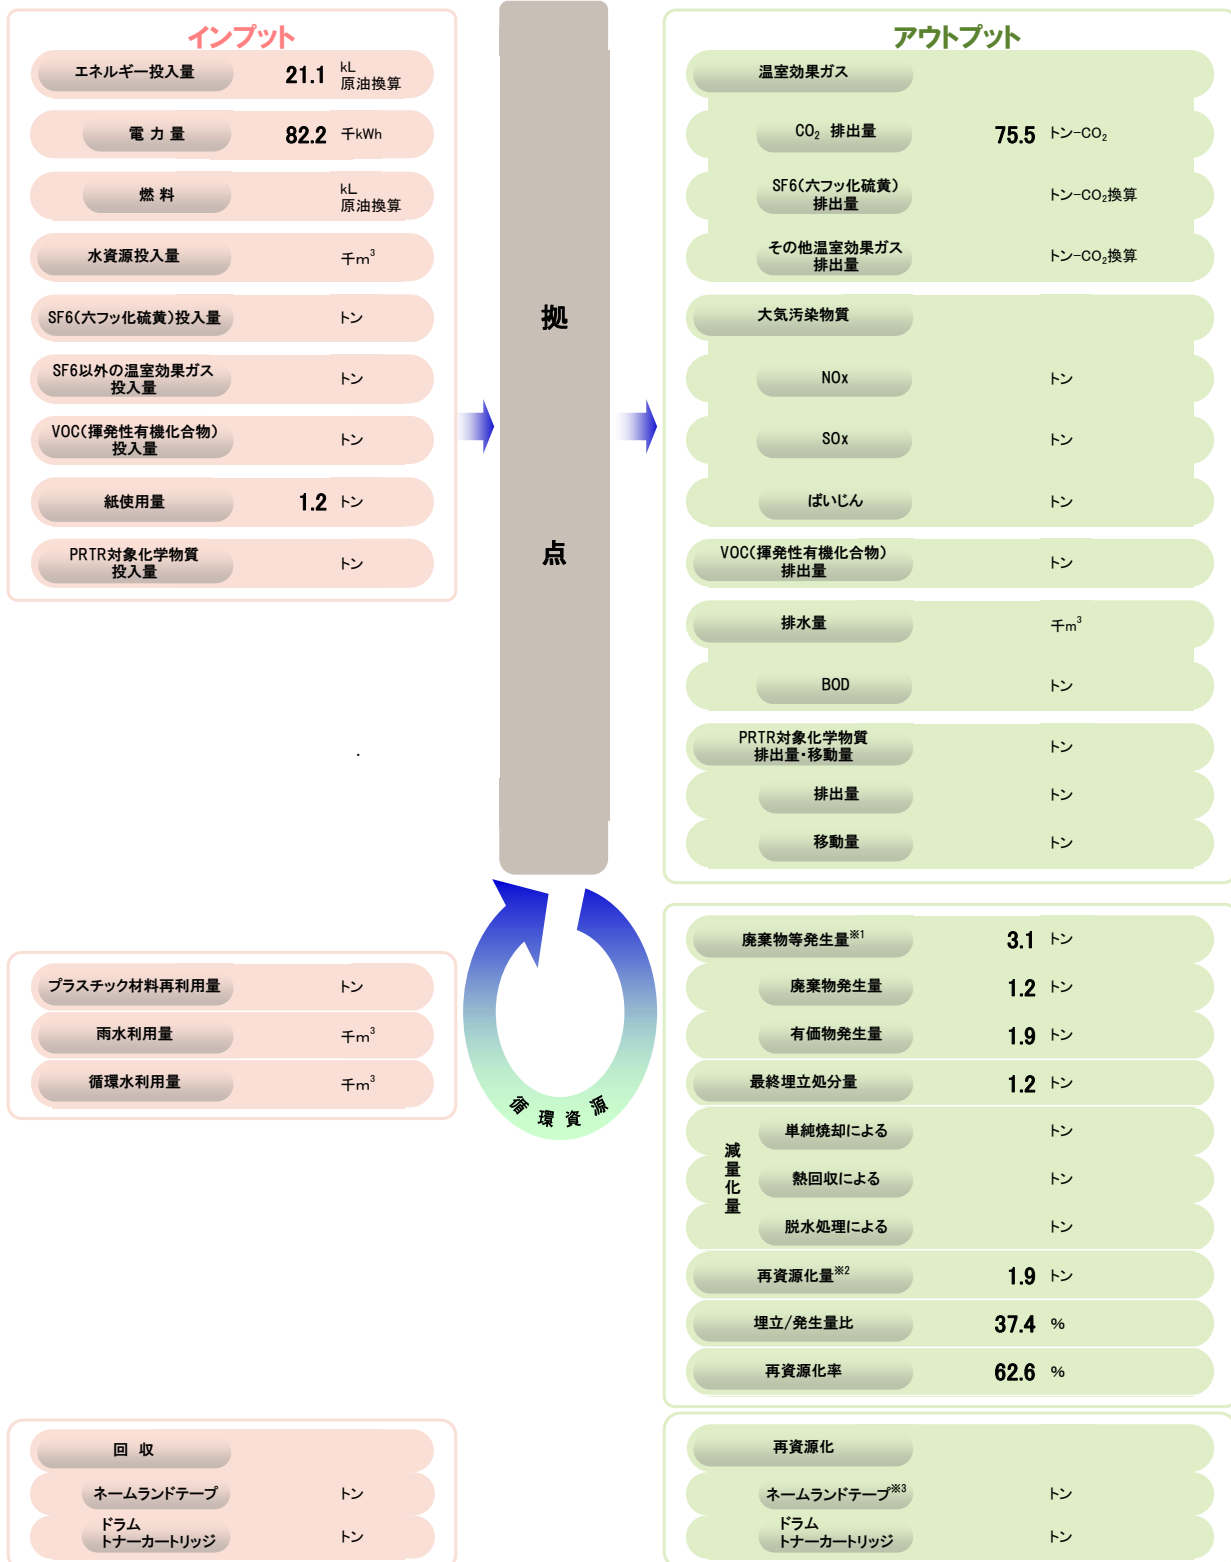 インプット
エネルギー投入量 21.1 kL
原油換算
電 力 量 82.2 千kWh
燃 料 kL
原油換算
水資源投入量 千m³
SF6(六フッ化硫黄)投入量 トン
SF6以外の温室効果ガス
投入量 トン
VOC(揮発性有機化合物)
投入量 トン
紙使用量 1.2 トン
PRTR対象化学物質
投入量 トン
拠
点
アウトプット
温室効果ガス
CO₂ 排出量 75.5 トン-CO₂
SF6(六フッ化硫黄)
排出量 トン-CO₂換算
その他温室効果ガス
排出量 トン-CO₂換算
大気汚染物質
NOx トン
SOx トン
ばいじん トン
VOC(揮発性有機化合物)
排出量 トン
排水量 千m³
BOD トン
PRTR対象化学物質
排出量・移動量 トン
排出量 トン
移動量 トン
プラスチック材料再利用量 トン
雨水利用量 千m³
循環水利用量 千m³
循環資源
廃棄物等発生量※1 3.1 トン
廃棄物発生量 1.2 トン
有価物発生量 1.9 トン
最終埋立処分量 1.2 トン
減量化量
単純焼却による トン
熱回収による トン
脱水処理による トン
再資源化量※2 1.9 トン
埋立/発生量比 37.4 %
再資源化率 62.6 %
回 収
ネームランドテープ トン
ドラム
トナーカートリッジ トン
再資源化
ネームランドテープ※3 トン
ドラム
トナーカートリッジ トン